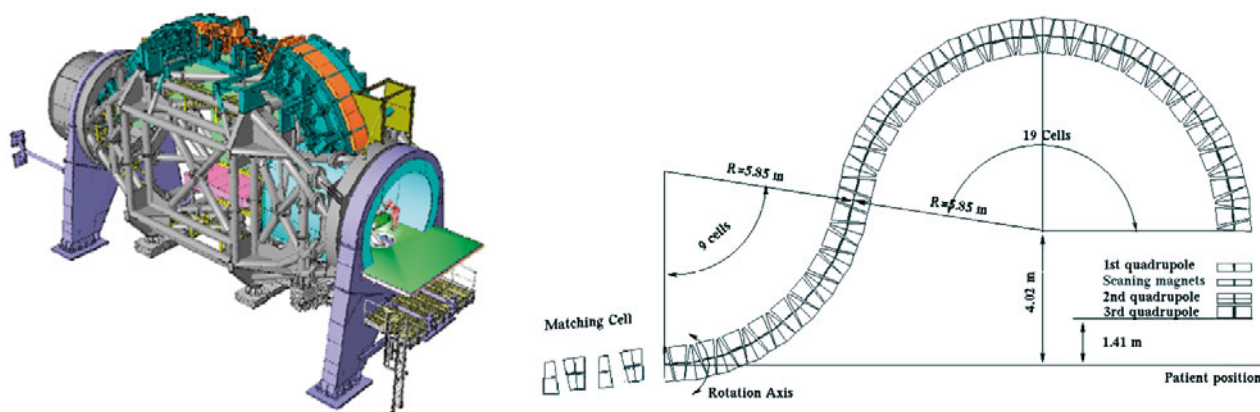 19 Cells
R=5.85 m
R=5.85 m
9 cells
4.02 m
1st quadrupole
Scaning magnets
2nd quadrupole
3rd quadrupole
Matching Cell
1.41 m
Rotation Axis
Patient position